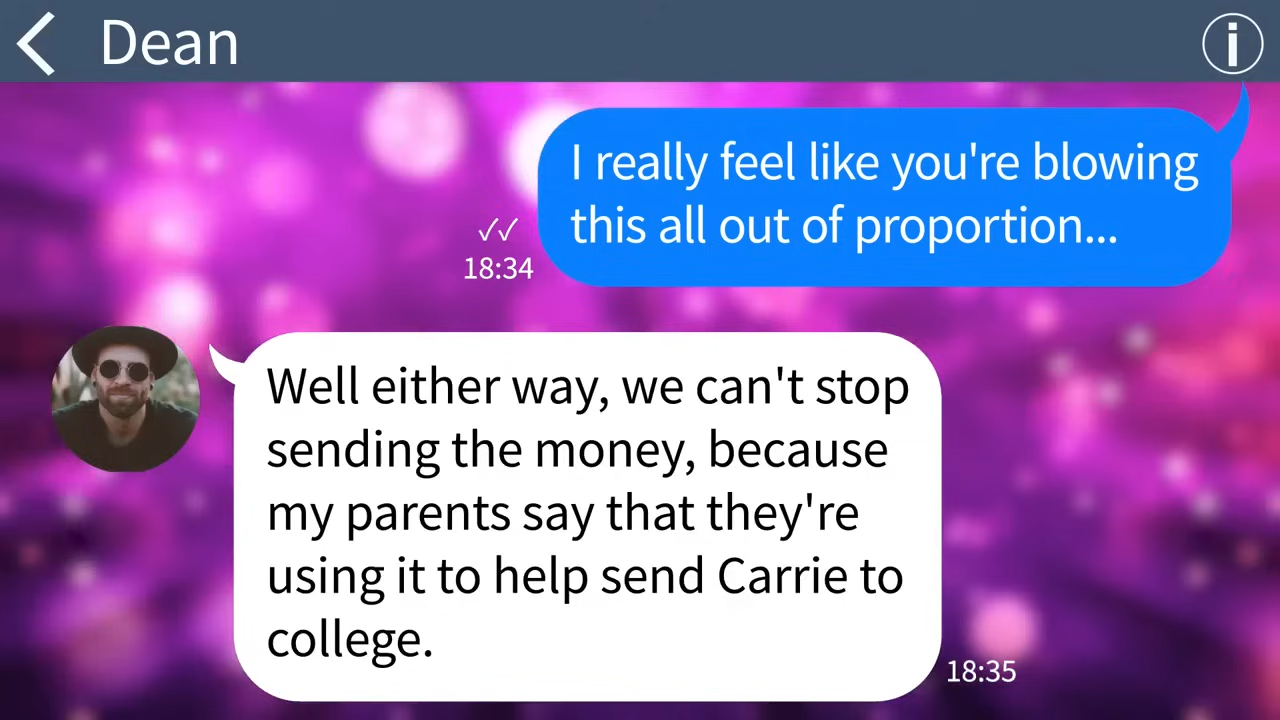 Dean
I really feel like you're blowing
this all out of proportion...
✓✓
18:34
Well either way, we can't stop
sending the money, because
my parents say that they're
using it to help send Carrie to
college.
18:35